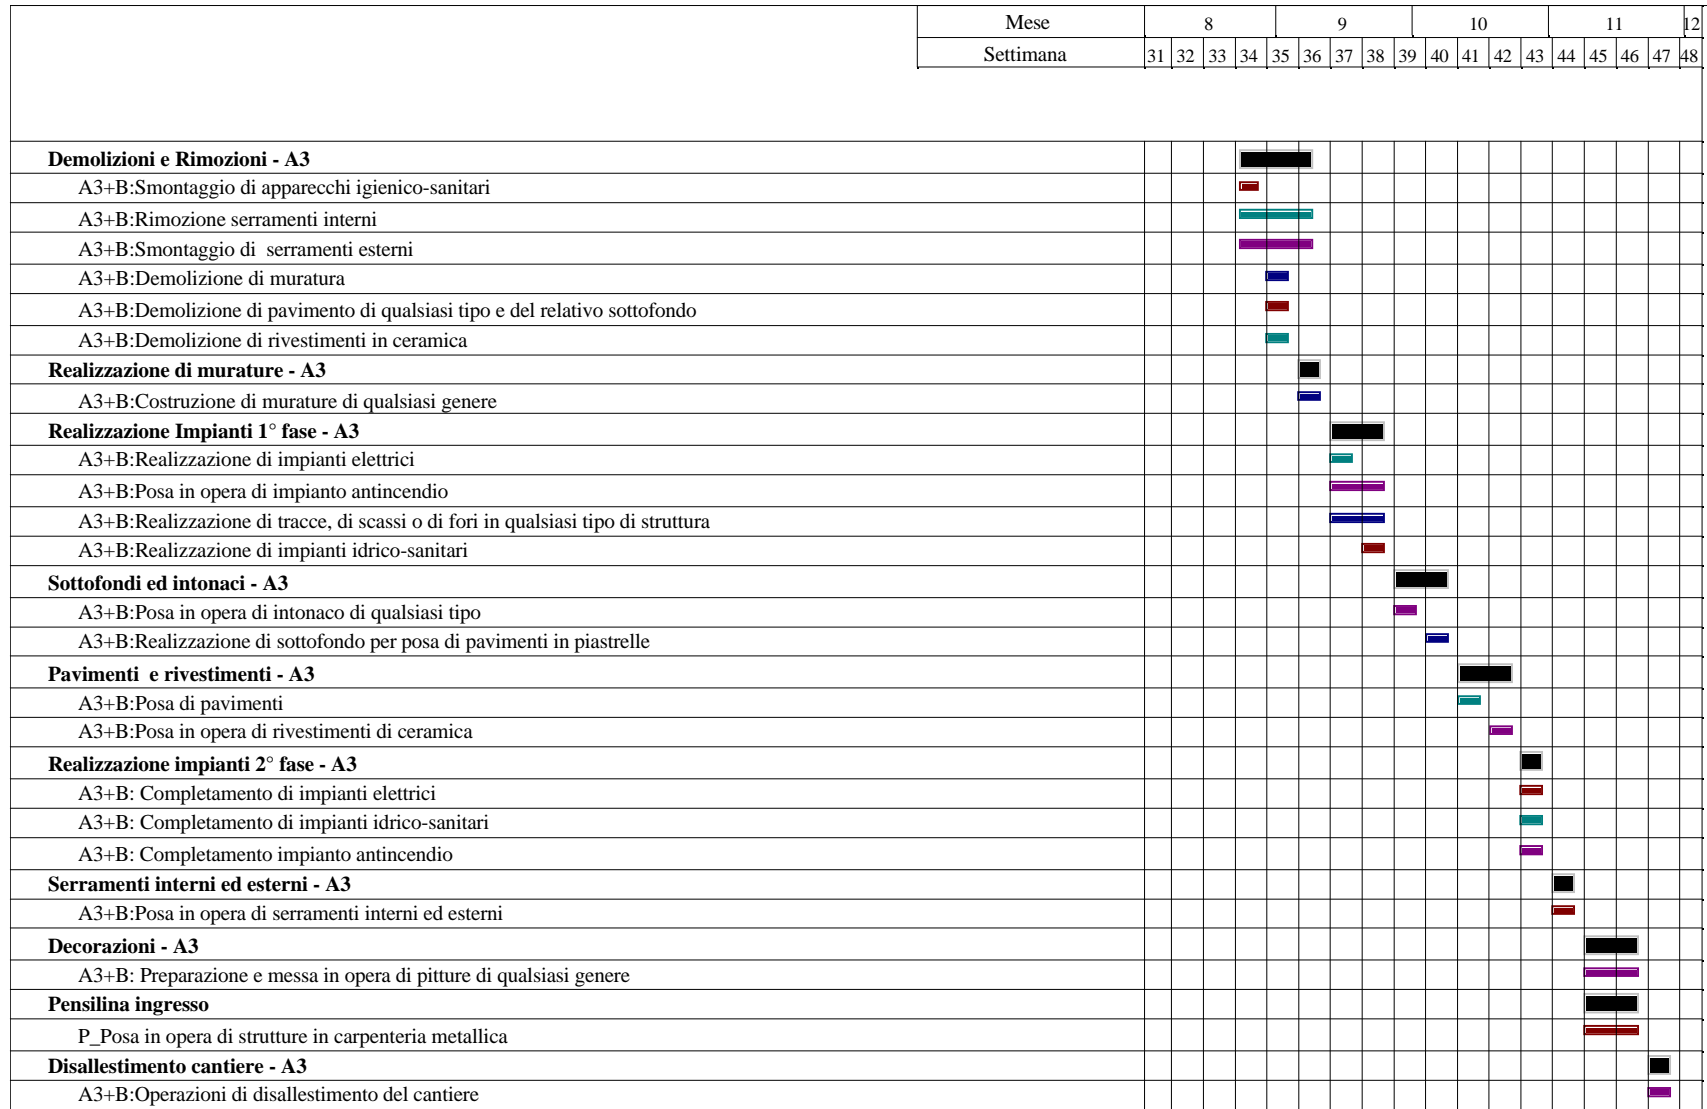 Mese 8 9 10 11 12
Settimana 31 32 33 34 35 36 37 38 39 40 41 42 43 44 45 46 47 48
Demolizioni e Rimozioni - A3
A3+B:Smontaggio di apparecchi igienico-sanitari
A3+B:Rimozione serramenti interni
A3+B:Smontaggio di serramenti esterni
A3+B:Demolizione di muratura
A3+B:Demolizione di pavimento di qualsiasi tipo e del relativo sottofondo
A3+B:Demolizione di rivestimenti in ceramica
Realizzazione di murature - A3
A3+B:Costruzione di murature di qualsiasi genere
Realizzazione Impianti 1° fase - A3
A3+B:Realizzazione di impianti elettrici
A3+B:Posa in opera di impianto antincendio
A3+B:Realizzazione di tracce, di scassi o di fori in qualsiasi tipo di struttura
A3+B:Realizzazione di impianti idrico-sanitari
Sottofondi ed intonaci - A3
A3+B:Posa in opera di intonaco di qualsiasi tipo
A3+B:Realizzazione di sottofondo per posa di pavimenti in piastrelle
Pavimenti e rivestimenti - A3
A3+B:Posa di pavimenti
A3+B:Posa in opera di rivestimenti di ceramica
Realizzazione impianti 2° fase - A3
A3+B: Completamento di impianti elettrici
A3+B: Completamento di impianti idrico-sanitari
A3+B: Completamento impianto antincendio
Serramenti interni ed esterni - A3
A3+B:Posa in opera di serramenti interni ed esterni
Decorazioni - A3
A3+B: Preparazione e messa in opera di pitture di qualsiasi genere
Pensilina ingresso
P_Posa in opera di strutture in carpenteria metallica
Disallestimento cantiere - A3
A3+B:Operazioni di disallestimento del cantiere